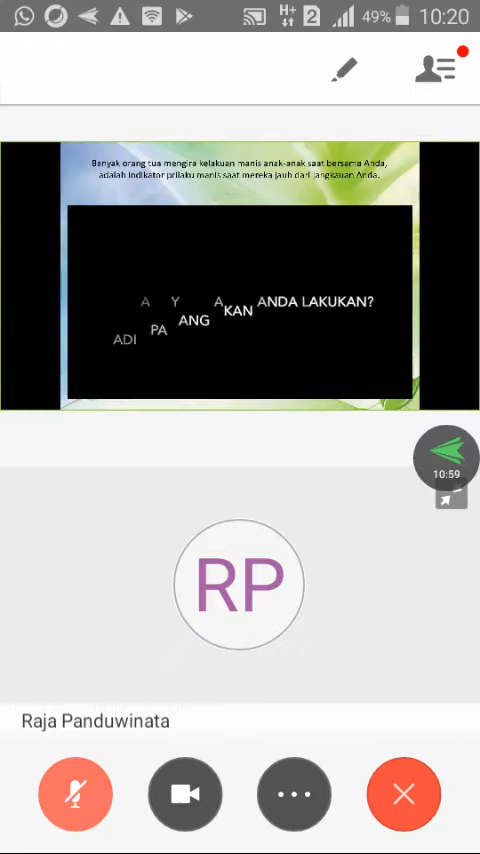 49% 10:20
Banyak orang tua mengira kelakuan manis anak-anak saat bersama Anda,
adalah indikator prilaku manis saat mereka jauh dari jangkauan Anda.
ADI PA A ANG Y A KAN ANDA LAKUKAN?
10:59
RP
Raja Panduwinata